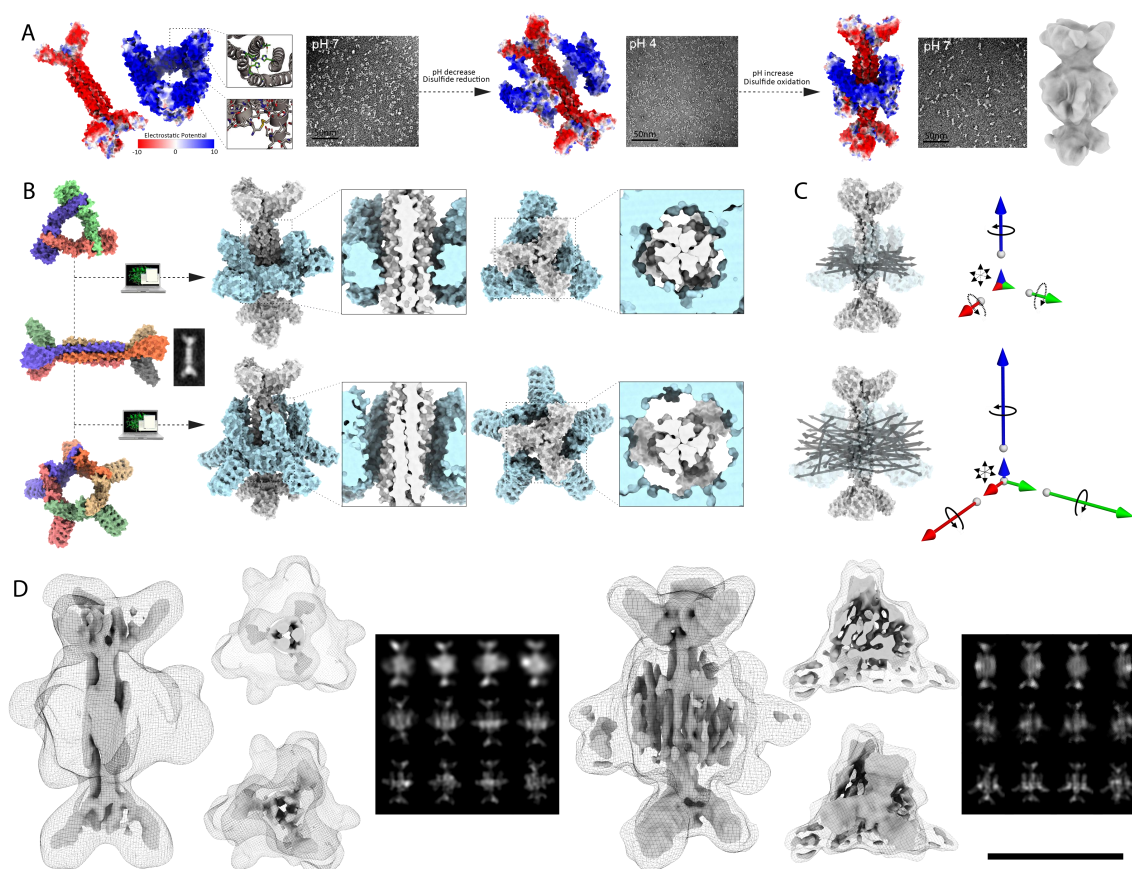 A
pH 7
50nm
Electrostatic Potential
-10 0 10
pH decrease
Disulfide reduction
pH 4
50nm
pH increase
Disulfide oxidation
pH 7
50nm
B
C
D